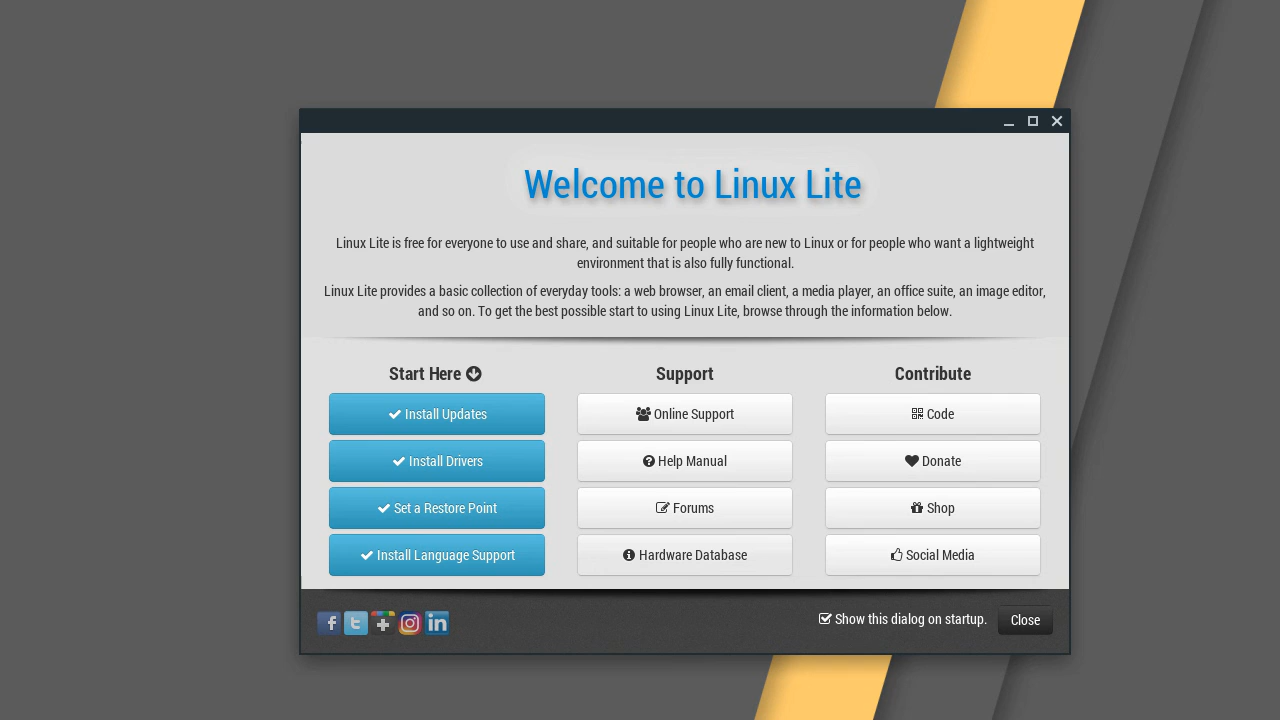 Welcome to Linux Lite
Linux Lite is free for everyone to use and share, and suitable for people who are new to Linux or for people who want a lightweight
environment that is also fully functional.
Linux Lite provides a basic collection of everyday tools: a web browser, an email client, a media player, an office suite, an image editor,
and so on. To get the best possible start to using Linux Lite, browse through the information below.
Start Here
Install Updates
Install Drivers
Set a Restore Point
Install Language Support
Support
Online Support
Help Manual
Forums
Hardware Database
Contribute
Code
Donate
Shop
Social Media
Show this dialog on startup.
Close